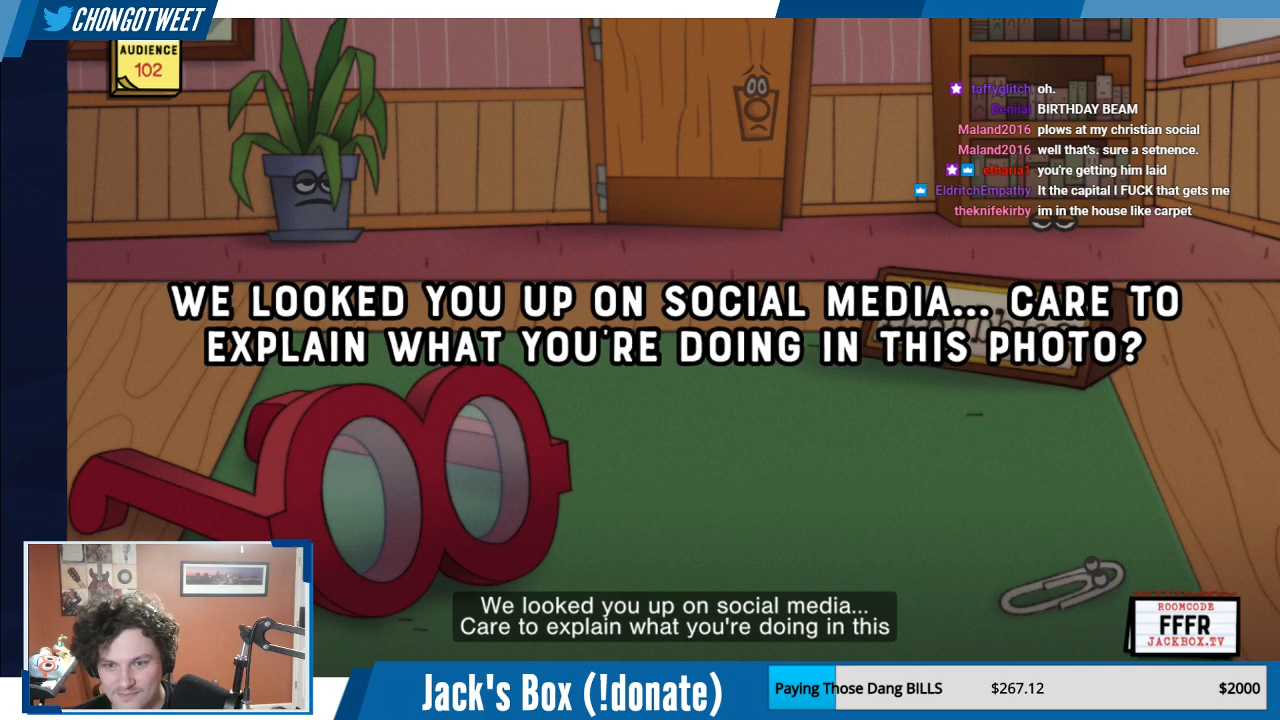 CHONGOTWEET
AUDIENCE
102
taffyglitch oh.
Beniial BIRTHDAY BEAM
Maland2016 plows at my christian social
Maland2016 well that's. sure a setnence.
etharia1 you're getting him laid
EldritchEmpathy It the capital I FUCK that gets me
theknifekirby im in the house like carpet
WE LOOKED YOU UP ON SOCIAL MEDIA... CARE TO
EXPLAIN WHAT YOU'RE DOING IN THIS PHOTO?
We looked you up on social media...
Care to explain what you're doing in this
ROOMCODE
FFFR
JACKBOX.TV
Jack's Box (!donate)
Paying Those Dang BILLS $267.12 $2000